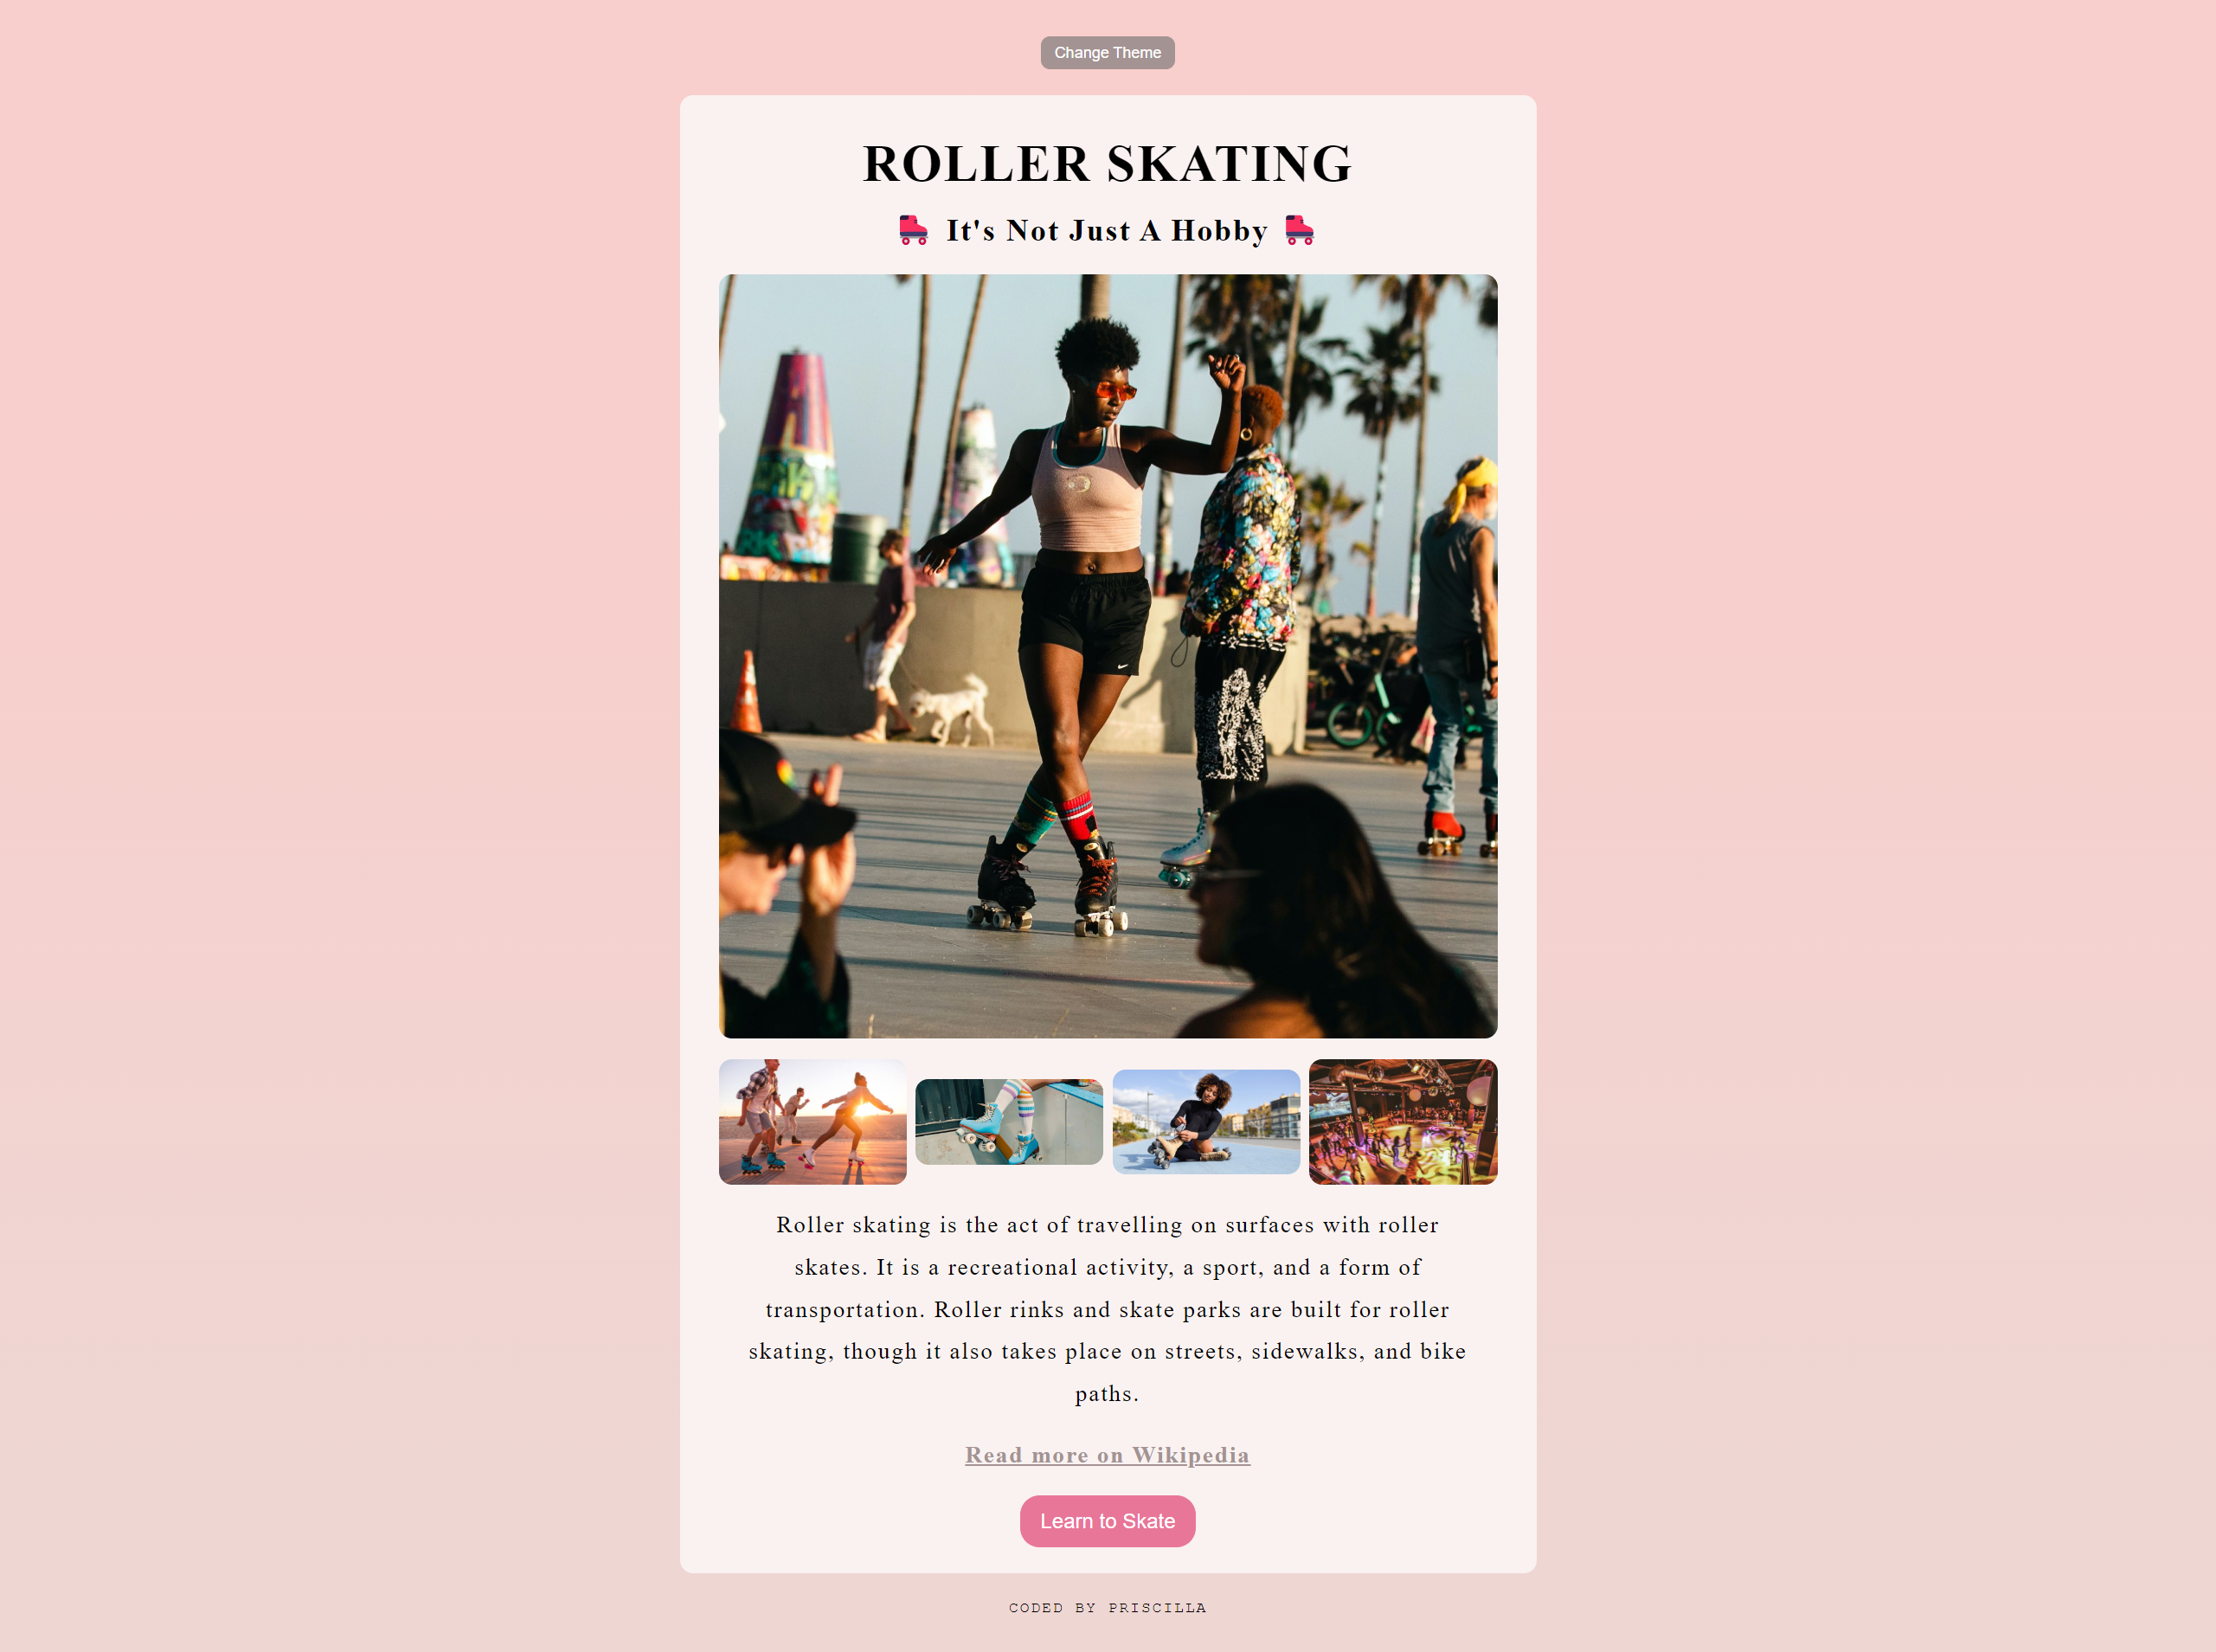 Change Theme
ROLLER SKATING
It's Not Just A Hobby
Roller skating is the act of travelling on surfaces with roller
skates. It is a recreational activity, a sport, and a form of
transportation. Roller rinks and skate parks are built for roller
skating, though it also takes place on streets, sidewalks, and bike
paths.
Read more on Wikipedia
Learn to Skate
CODED BY PRISCILLA